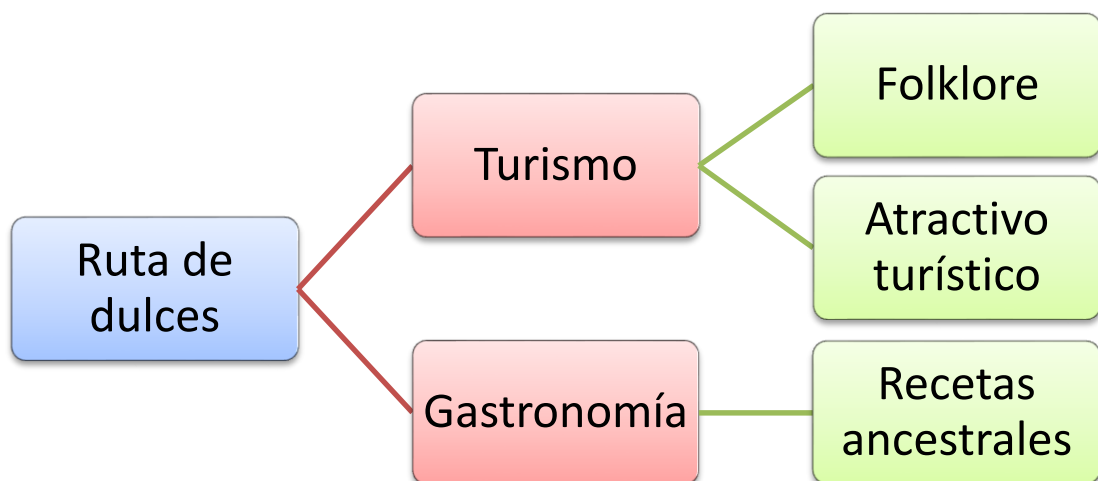 Ruta de
dulces
Turismo
Folklore
Atractivo
turístico
Gastronomía
Recetas
ancestrales